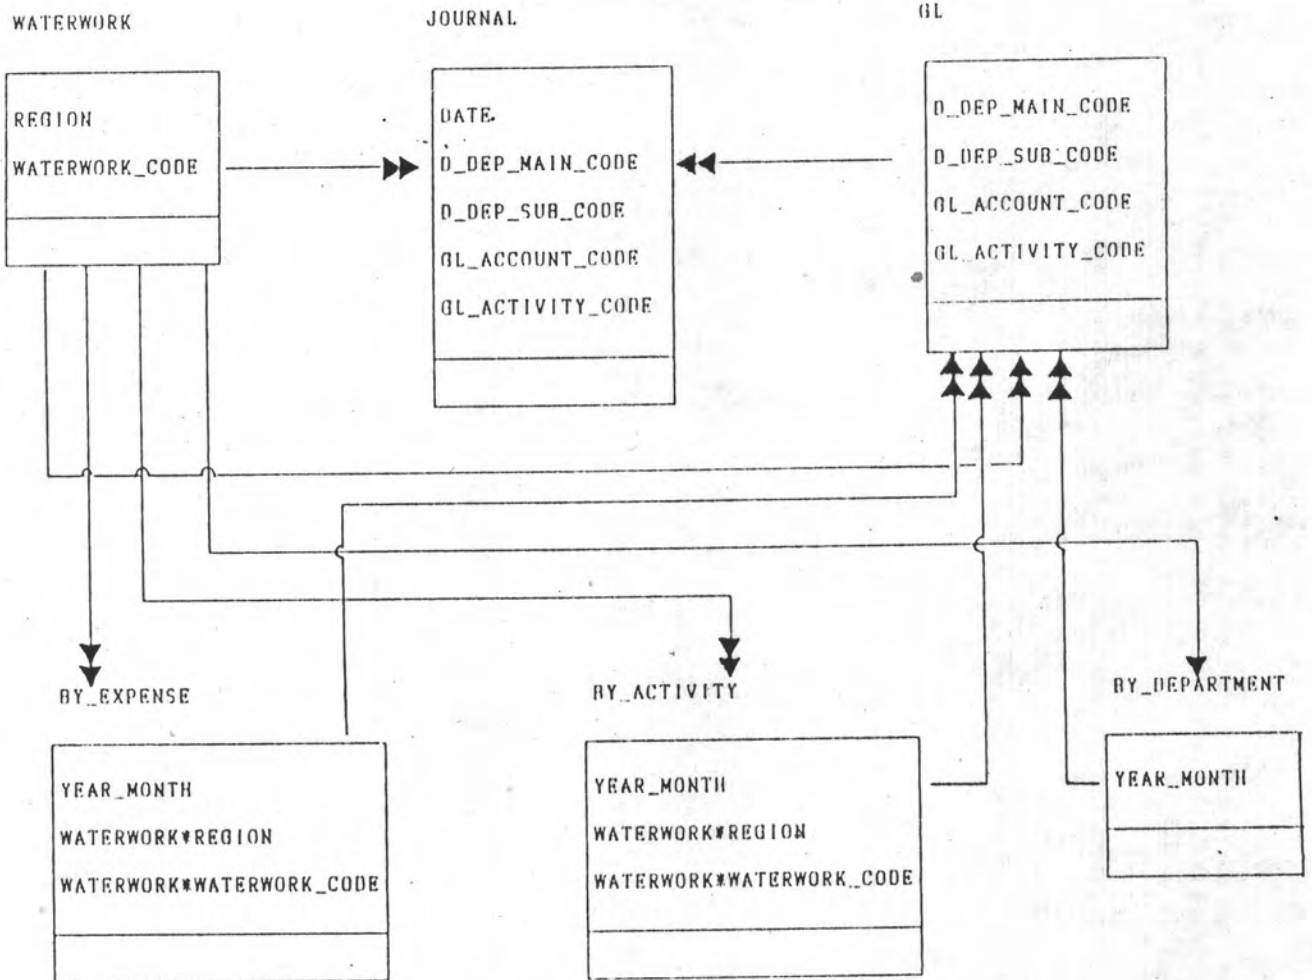 WATERWORK
REGION
WATERWORK_CODE
JOURNAL
DATE
D_DEP_MAIN_CODE
D_DEP_SUB_CODE
GL_ACCOUNT_CODE
GL_ACTIVITY_CODE
GL
D_DEP_MAIN_CODE
D_DEP_SUB_CODE
GL_ACCOUNT_CODE
GL_ACTIVITY_CODE
BY_EXPENSE
YEAR_MONTH
WATERWORK*REGION
WATERWORK*WATERWORK_CODE
BY_ACTIVITY
YEAR_MONTH
WATERWORK*REGION
WATERWORK*WATERWORK_CODE
BY_DEPARTMENT
YEAR_MONTH